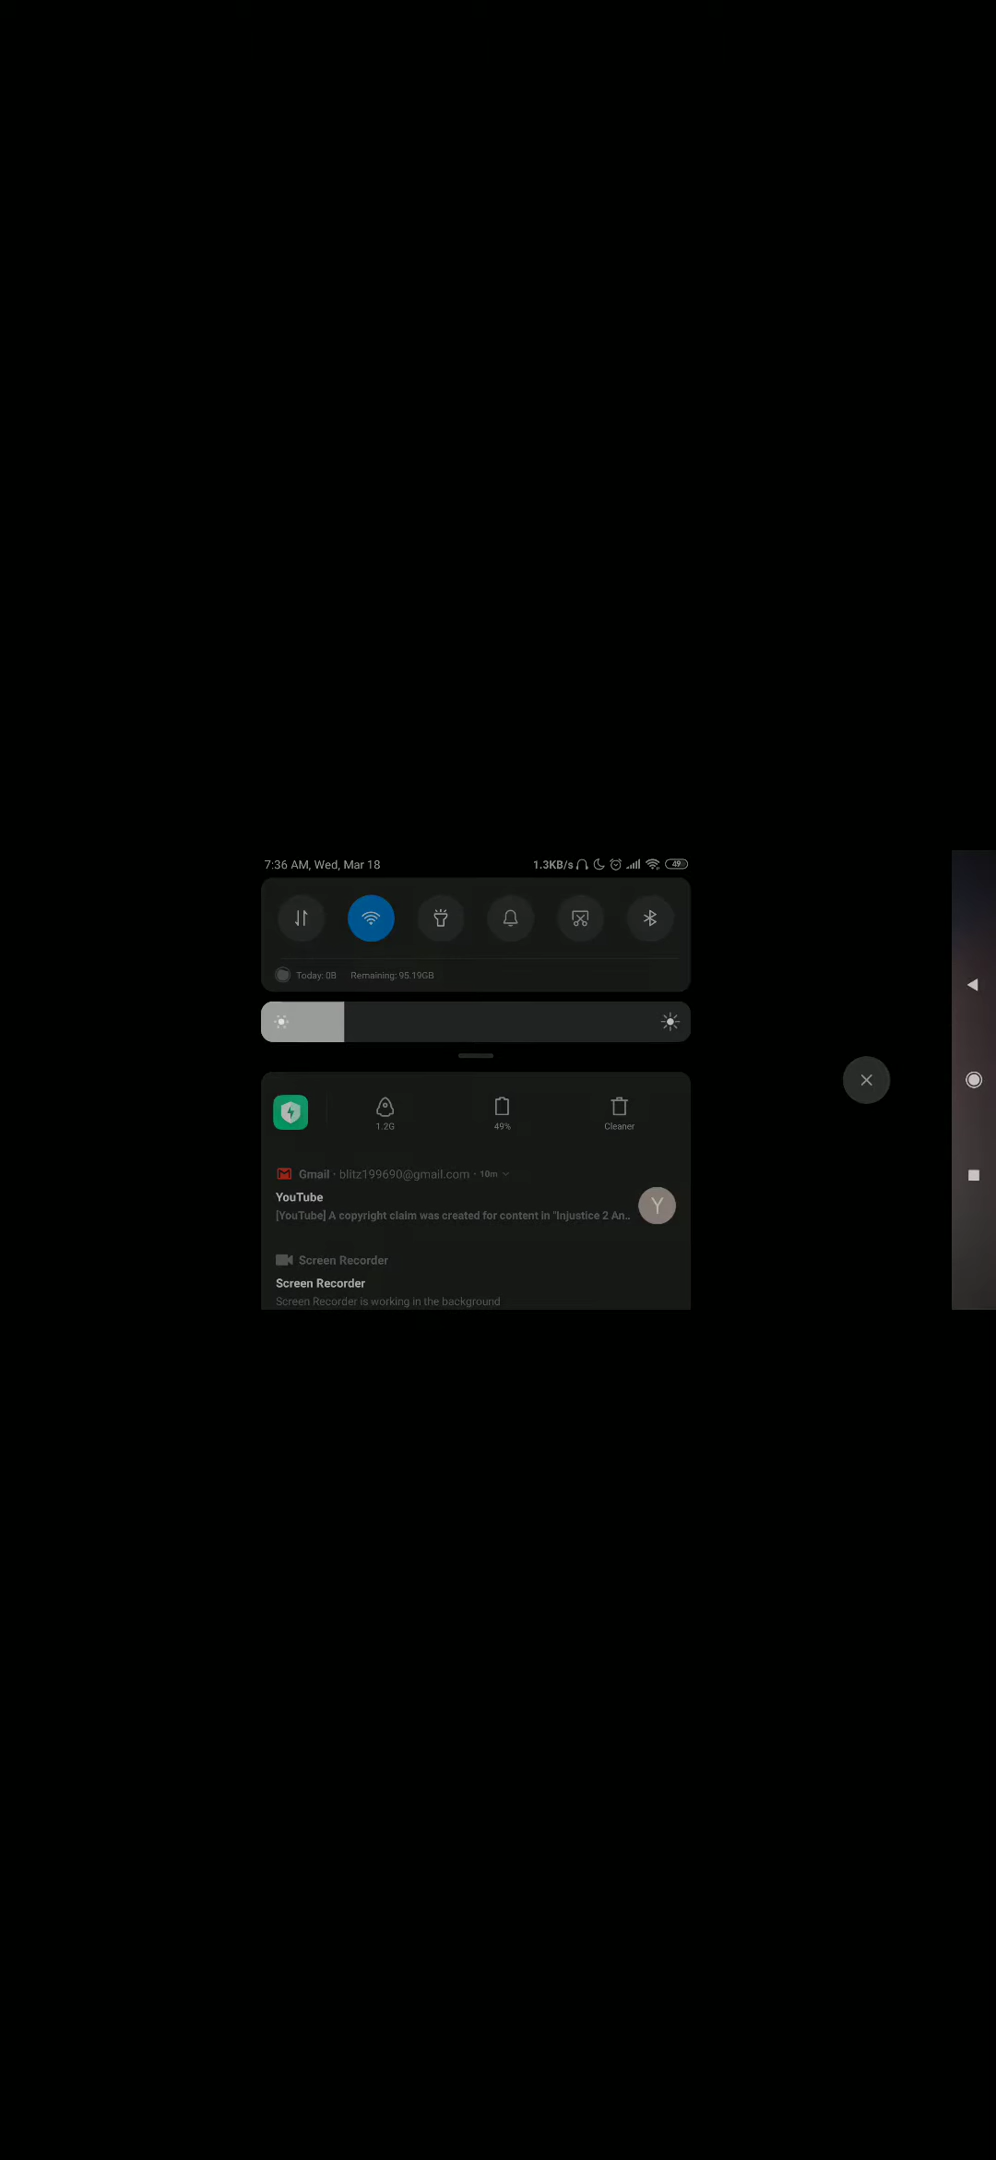 7:36 AM, Wed, Mar 18
1.3KB/s 49
Today: 0B Remaining: 95.19GB
1.2G 49% Cleaner
Gmail · blitz199690@gmail.com · 10m
YouTube
[YouTube] A copyright claim was created for content in "Injustice 2 An..
Y
Screen Recorder
Screen Recorder
Screen Recorder is working in the background